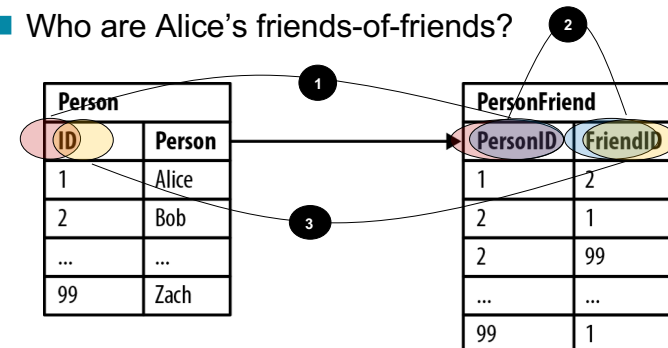 Who are Alice's friends-of-friends?
2
1
Person
ID Person
1 Alice
2 Bob
... ...
99 Zach
3
PersonFriend
PersonID FriendID
1 2
2 1
2 99
... ...
99 1